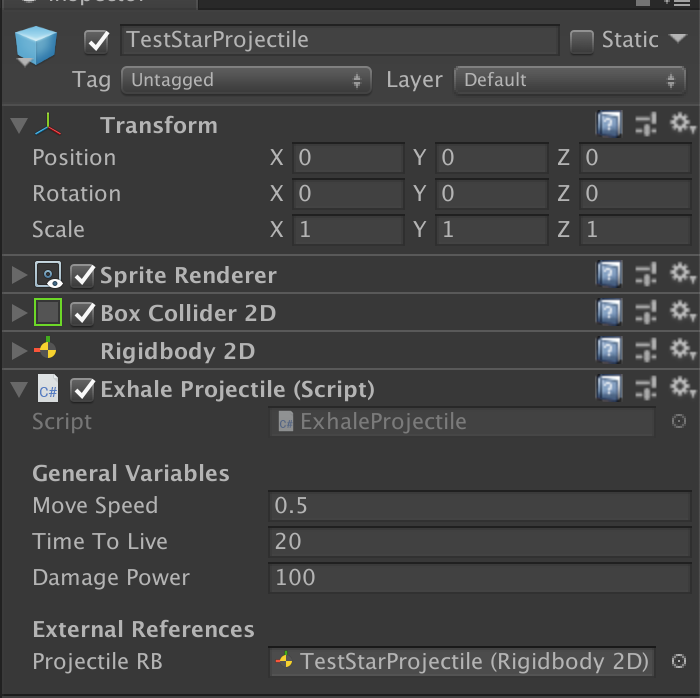 Inspector
TestStarProjectile Static
Tag Untagged Layer Default
Transform
Position X 0 Y 0 Z 0
Rotation X 0 Y 0 Z 0
Scale X 1 Y 1 Z 1
Sprite Renderer
Box Collider 2D
Rigidbody 2D
C# Exhale Projectile (Script)
Script C# ExhaleProjectile
General Variables
Move Speed 0.5
Time To Live 20
Damage Power 100
External References
Projectile RB TestStarProjectile (Rigidbody 2D)